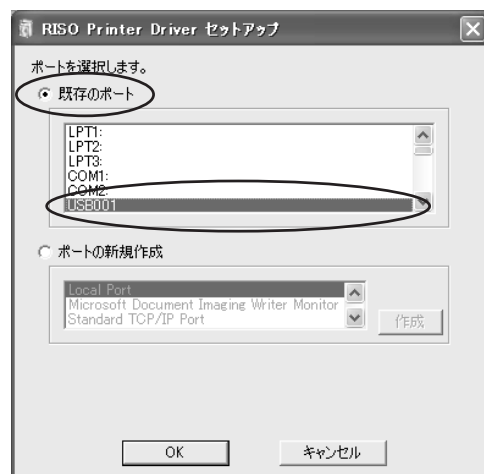 RISO Printer Driver セットアップ
ポートを選択します。
既存のポート
LPT1:
LPT2:
LPT3:
COM1:
COM2:
USB001
ポートの新規作成
Local Port
Microsoft Document Imaging Writer Monitor
Standard TCP/IP Port
作成
OK
キャンセル